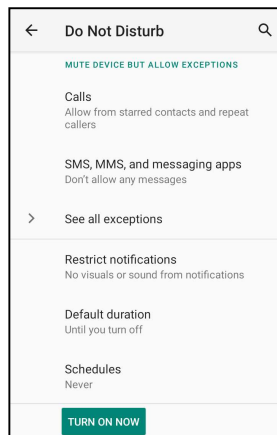 Do Not Disturb
MUTE DEVICE BUT ALLOW EXCEPTIONS
Calls
Allow from starred contacts and repeat
callers
SMS, MMS, and messaging apps
Don't allow any messages
See all exceptions
Restrict notifications
No visuals or sound from notifications
Default duration
Until you turn off
Schedules
Never
TURN ON NOW